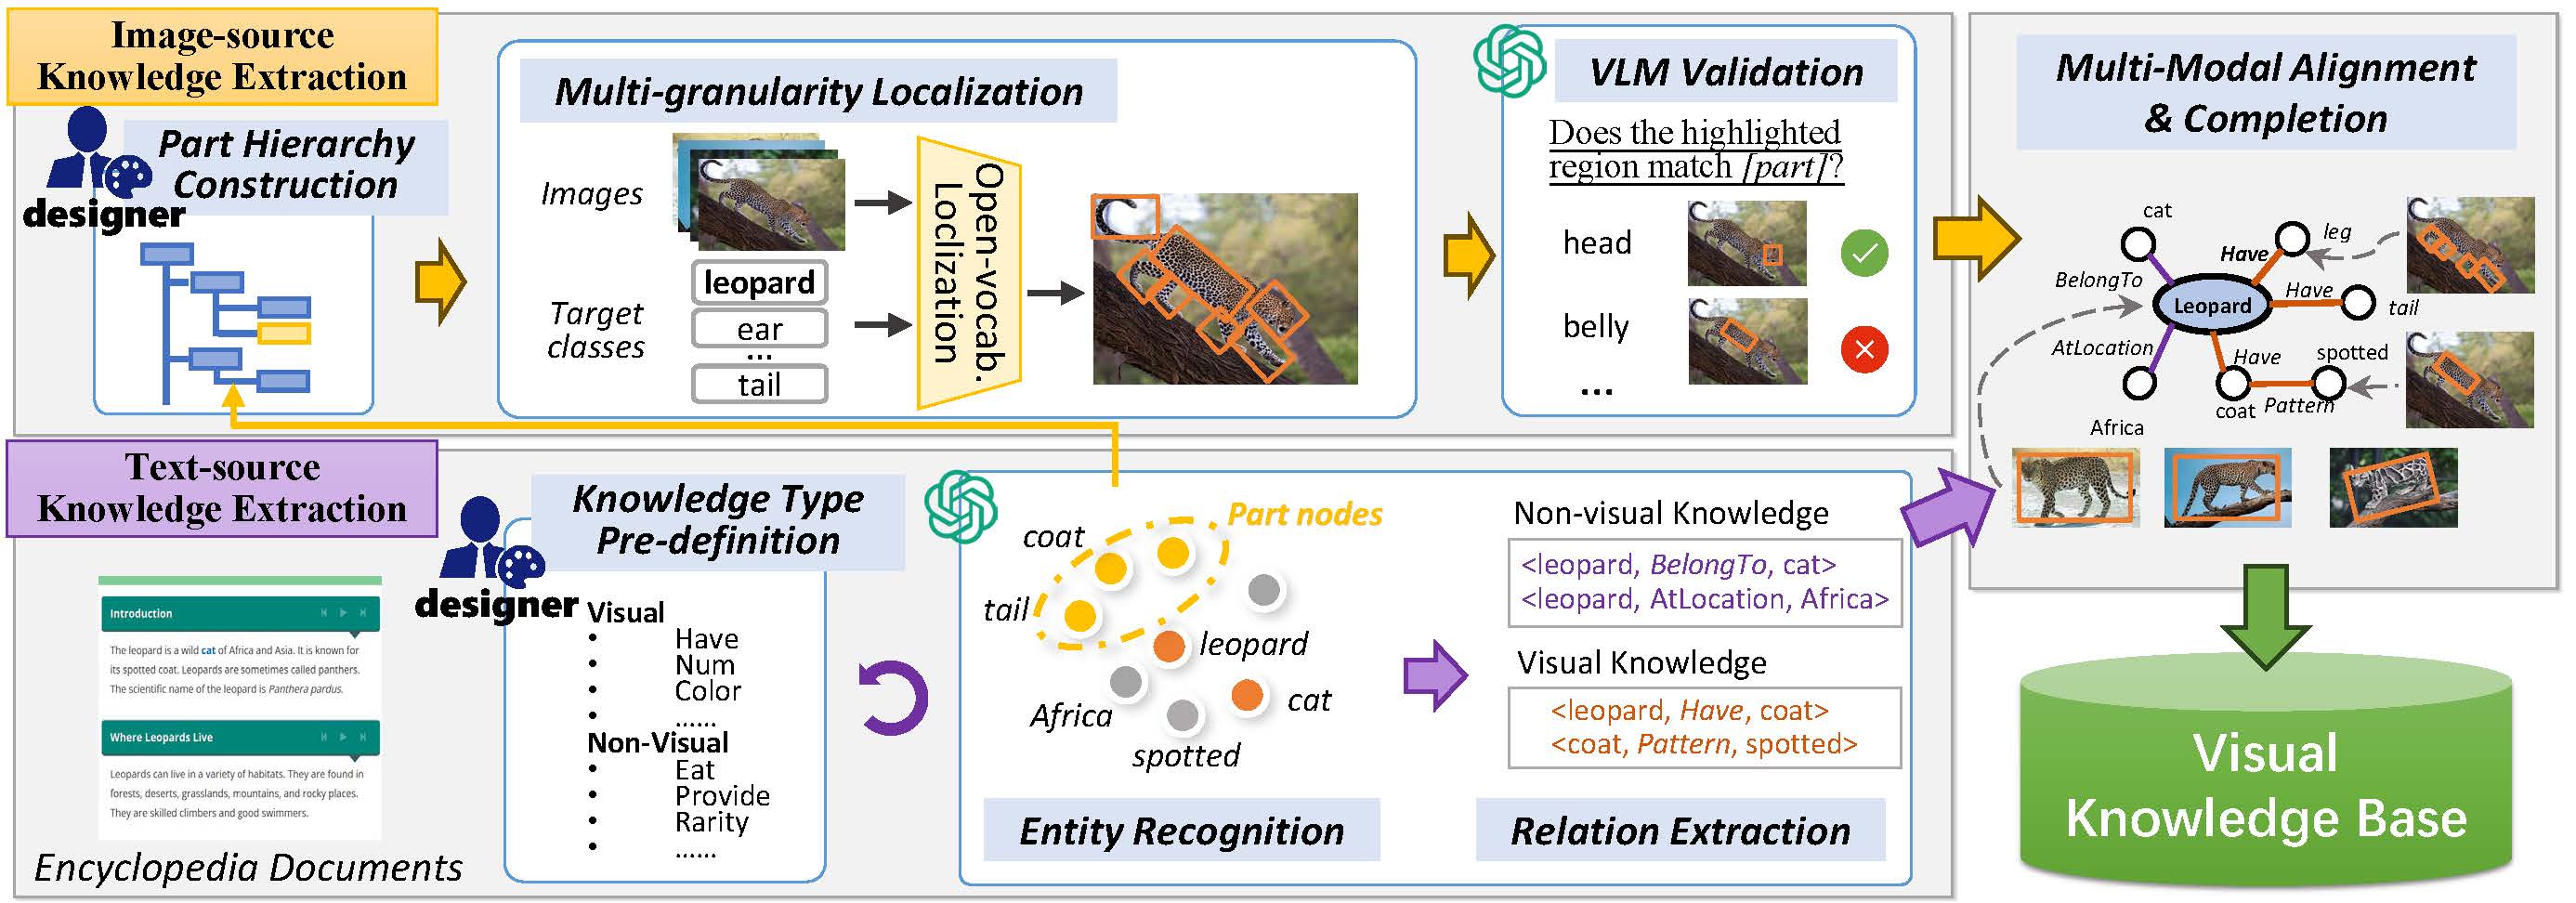 Image-source
Knowledge Extraction
designer
Part Hierarchy
Construction
Multi-granularity Localization
Images
Target
classes
leopard
ear
...
tail
Open-vocab.
Loclization
VLM Validation
Does the highlighted
region match [part]?
head
belly
...
Multi-Modal Alignment
& Completion
cat
BelongTo
Have
leg
Leopard
Have
tail
AtLocation
Have
spotted
coat
Pattern
Africa
Text-source
Knowledge Extraction
designer
Knowledge Type
Pre-definition
Introduction
The leopard is a wild cat of Africa and Asia. It is known for
its spotted coat. Leopards are sometimes called panthers.
The scientific name of the leopard is Panthera pardus.
Where Leopards Live
Leopards can live in a variety of habitats. They are found in
forests, deserts, grasslands, mountains, and rocky places.
They are skilled climbers and good swimmers.
Encyclopedia Documents
Visual
• Have
• Num
• Color
• ......
Non-Visual
• Eat
• Provide
• Rarity
• ......
Part nodes
coat
tail
leopard
Africa
cat
spotted
Entity Recognition
Non-visual Knowledge
<leopard, BelongTo, cat>
<leopard, AtLocation, Africa>
Visual Knowledge
<leopard, Have, coat>
<coat, Pattern, spotted>
Relation Extraction
Visual
Knowledge Base